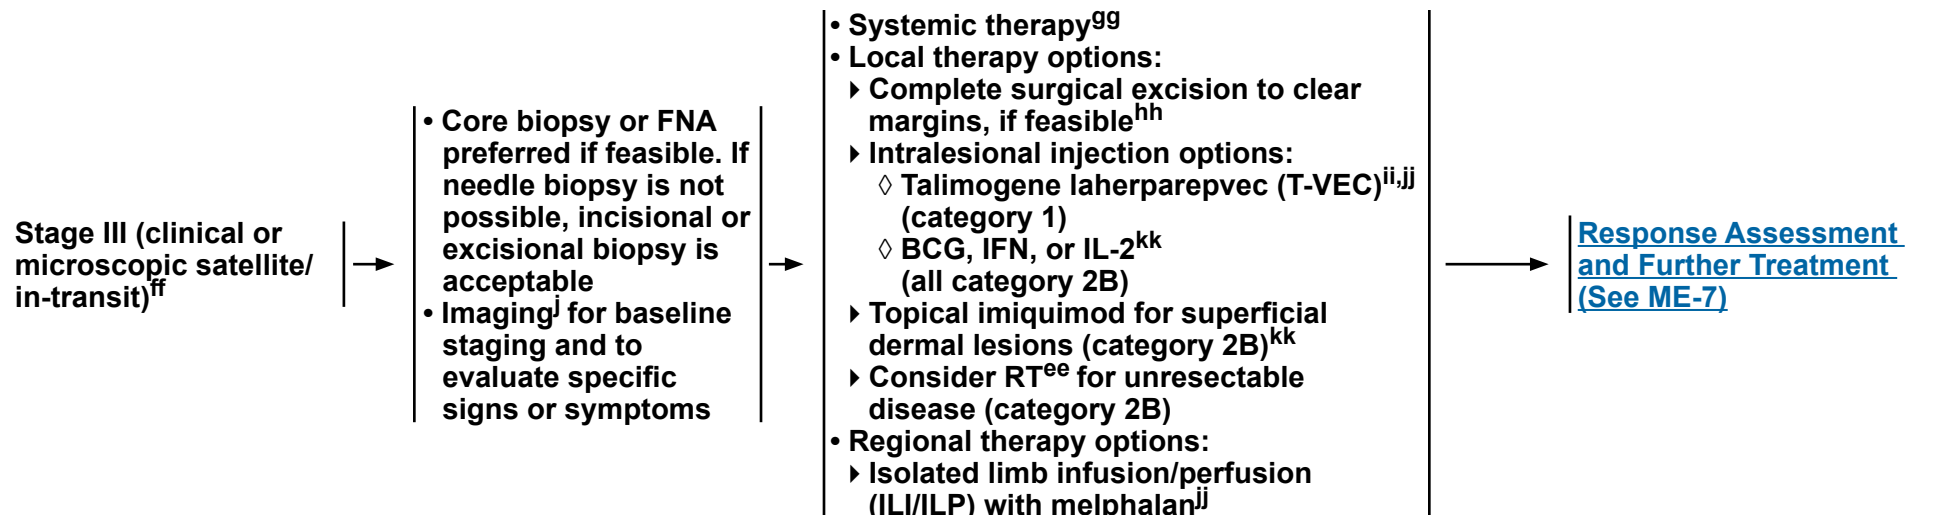 Stage III (clinical or
microscopic satellite/
in-transit)ff
• Core biopsy or FNA
preferred if feasible. If
needle biopsy is not
possible, incisional or
excisional biopsy is
acceptable
• Imagingj for baseline
staging and to
evaluate specific
signs or symptoms
• Systemic therapygg
• Local therapy options:
▸ Complete surgical excision to clear
margins, if feasiblehh
▸ Intralesional injection options:
◊ Talimogene laherparepvec (T-VEC)ii,jj
(category 1)
◊ BCG, IFN, or IL-2kk
(all category 2B)
▸ Topical imiquimod for superficial
dermal lesions (category 2B)kk
▸ Consider RTee for unresectable
disease (category 2B)
• Regional therapy options:
▸ Isolated limb infusion/perfusion
(ILI/ILP) with melphalanjj
Response Assessment
and Further Treatment
(See ME-7)